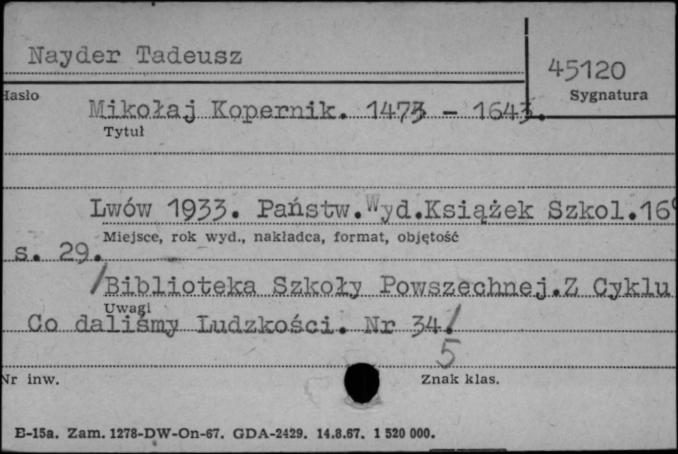 Nayder Tadeusz
45120
Hasło
Sygnatura
Mikołaj Kopernik. 1473 - 1643.
Tytuł
Lwów 1933. Państw.Wyd.Książek Szkol.16°
Miejsce, rok wyd., nakładca, format, objętość
s. 29.
/Biblioteka Szkoły Powszechnej.Z Cyklu
Uwagi
Co daliśmy Ludzkości. Nr 34./
5
Nr inw.
Znak klas.
E-15a. Zam. 1278-DW-On-67. GDA-2429. 14.8.67. 1 520 000.